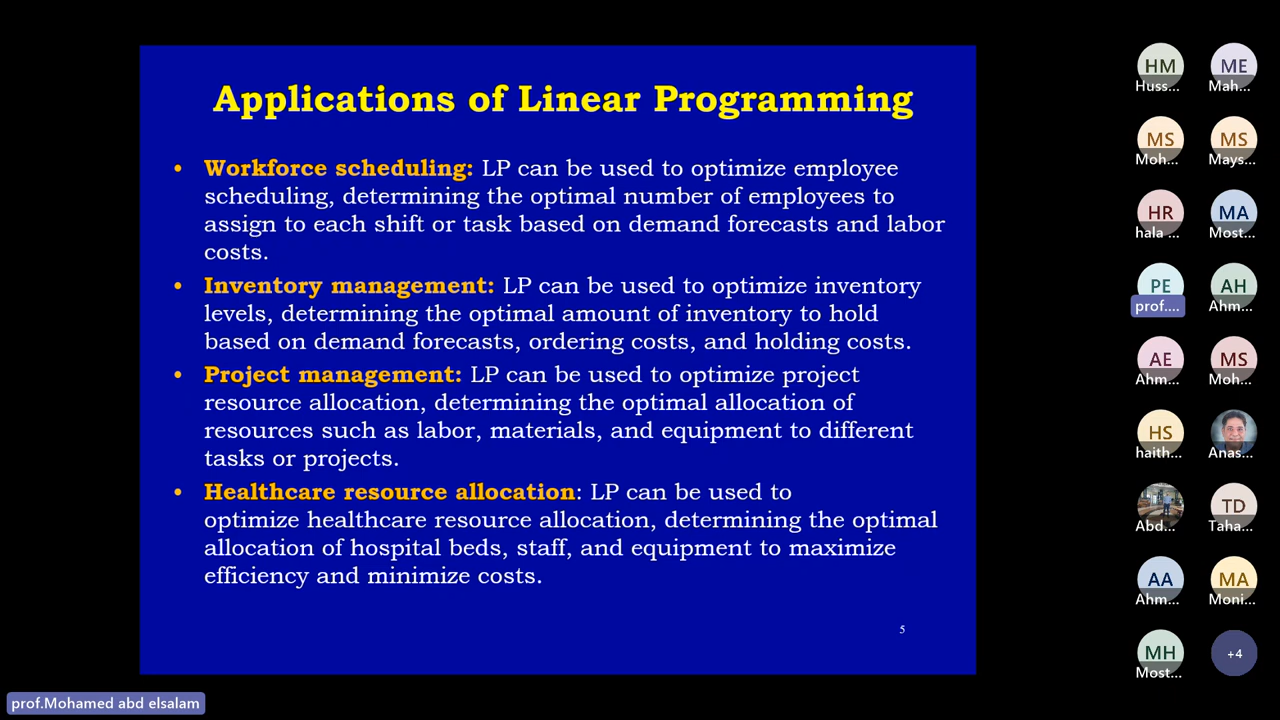 Applications of Linear Programming
• Workforce scheduling: LP can be used to optimize employee
scheduling, determining the optimal number of employees to
assign to each shift or task based on demand forecasts and labor
costs.
• Inventory management: LP can be used to optimize inventory
levels, determining the optimal amount of inventory to hold
based on demand forecasts, ordering costs, and holding costs.
• Project management: LP can be used to optimize project
resource allocation, determining the optimal allocation of
resources such as labor, materials, and equipment to different
tasks or projects.
• Healthcare resource allocation: LP can be used to
optimize healthcare resource allocation, determining the optimal
allocation of hospital beds, staff, and equipment to maximize
efficiency and minimize costs.
5
HM ME
Huss... Mah...
MS MS
Moh... Mays...
HR MA
hala ... Most...
PE AH
prof.... Ahm...
AE MS
Ahm... Moh...
HS
haith... Anas...
TD
Abd... Taha...
AA MA
Ahm... Moni...
MH +4
Most...
prof.Mohamed abd elsalam